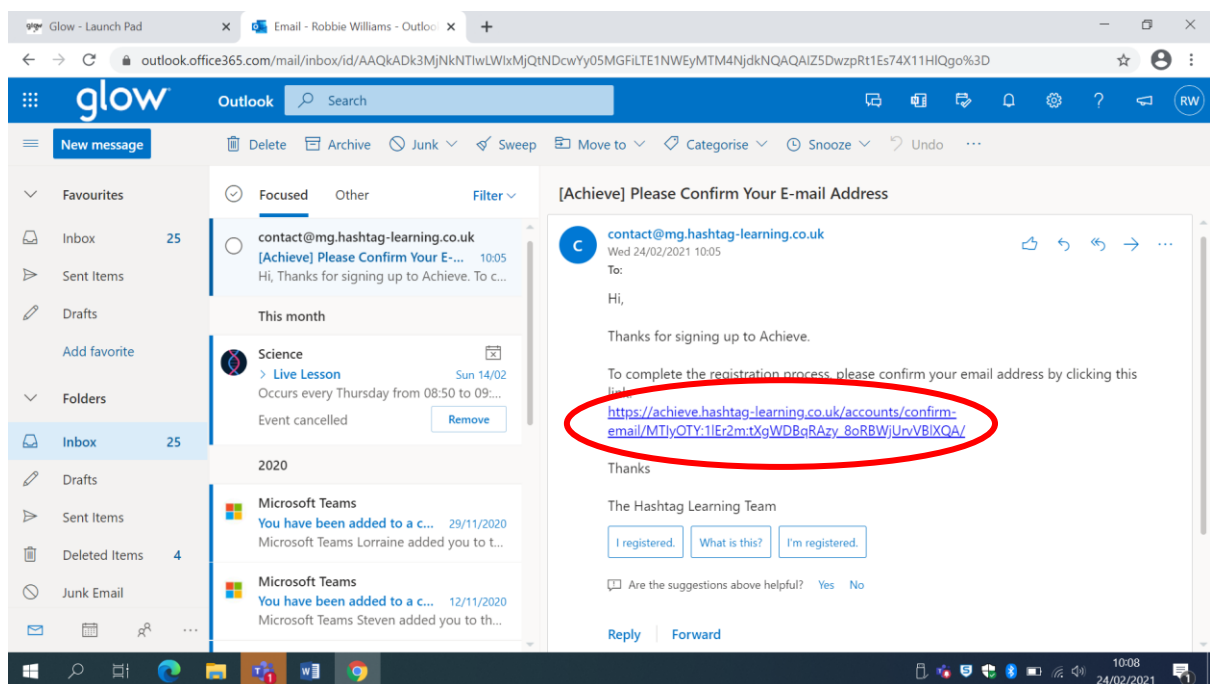 Glow - Launch Pad
Email - Robbie Williams - Outloo
outlook.office365.com/mail/inbox/id/AAQkADk3MjNkNTIwLWIxMjQtNDcwYy05MGFiLTE1NWEyMTM4NjdkNQAQAIZ5DwzpRt1Es74X11HlQgo%3D
glow
Outlook
Search
RW
New message
Delete
Archive
Junk
Sweep
Move to
Categorise
Snooze
Undo
Favourites
Inbox 25
Sent Items
Drafts
Add favorite
Folders
Inbox 25
Drafts
Sent Items
Deleted Items 4
Junk Email
Focused Other Filter
contact@mg.hashtag-learning.co.uk
[Achieve] Please Confirm Your E-... 10:05
Hi, Thanks for signing up to Achieve. To c...
This month
Science
> Live Lesson Sun 14/02
Occurs every Thursday from 08:50 to 09:...
Event cancelled Remove
2020
Microsoft Teams
You have been added to a c... 29/11/2020
Microsoft Teams Lorraine added you to t...
Microsoft Teams
You have been added to a c... 12/11/2020
Microsoft Teams Steven added you to th...
[Achieve] Please Confirm Your E-mail Address
C
contact@mg.hashtag-learning.co.uk
Wed 24/02/2021 10:05
To:
Hi,
Thanks for signing up to Achieve.
To complete the registration process, please confirm your email address by clicking this
link
https://achieve.hashtag-learning.co.uk/accounts/confirm-
email/MTIyOTY:1lEr2m:tXgWDBqRAzy_8oRBWjUrvVBlXQA/
Thanks
The Hashtag Learning Team
I registered. What is this? I'm registered.
Are the suggestions above helpful? Yes No
Reply Forward
10:08
24/02/2021